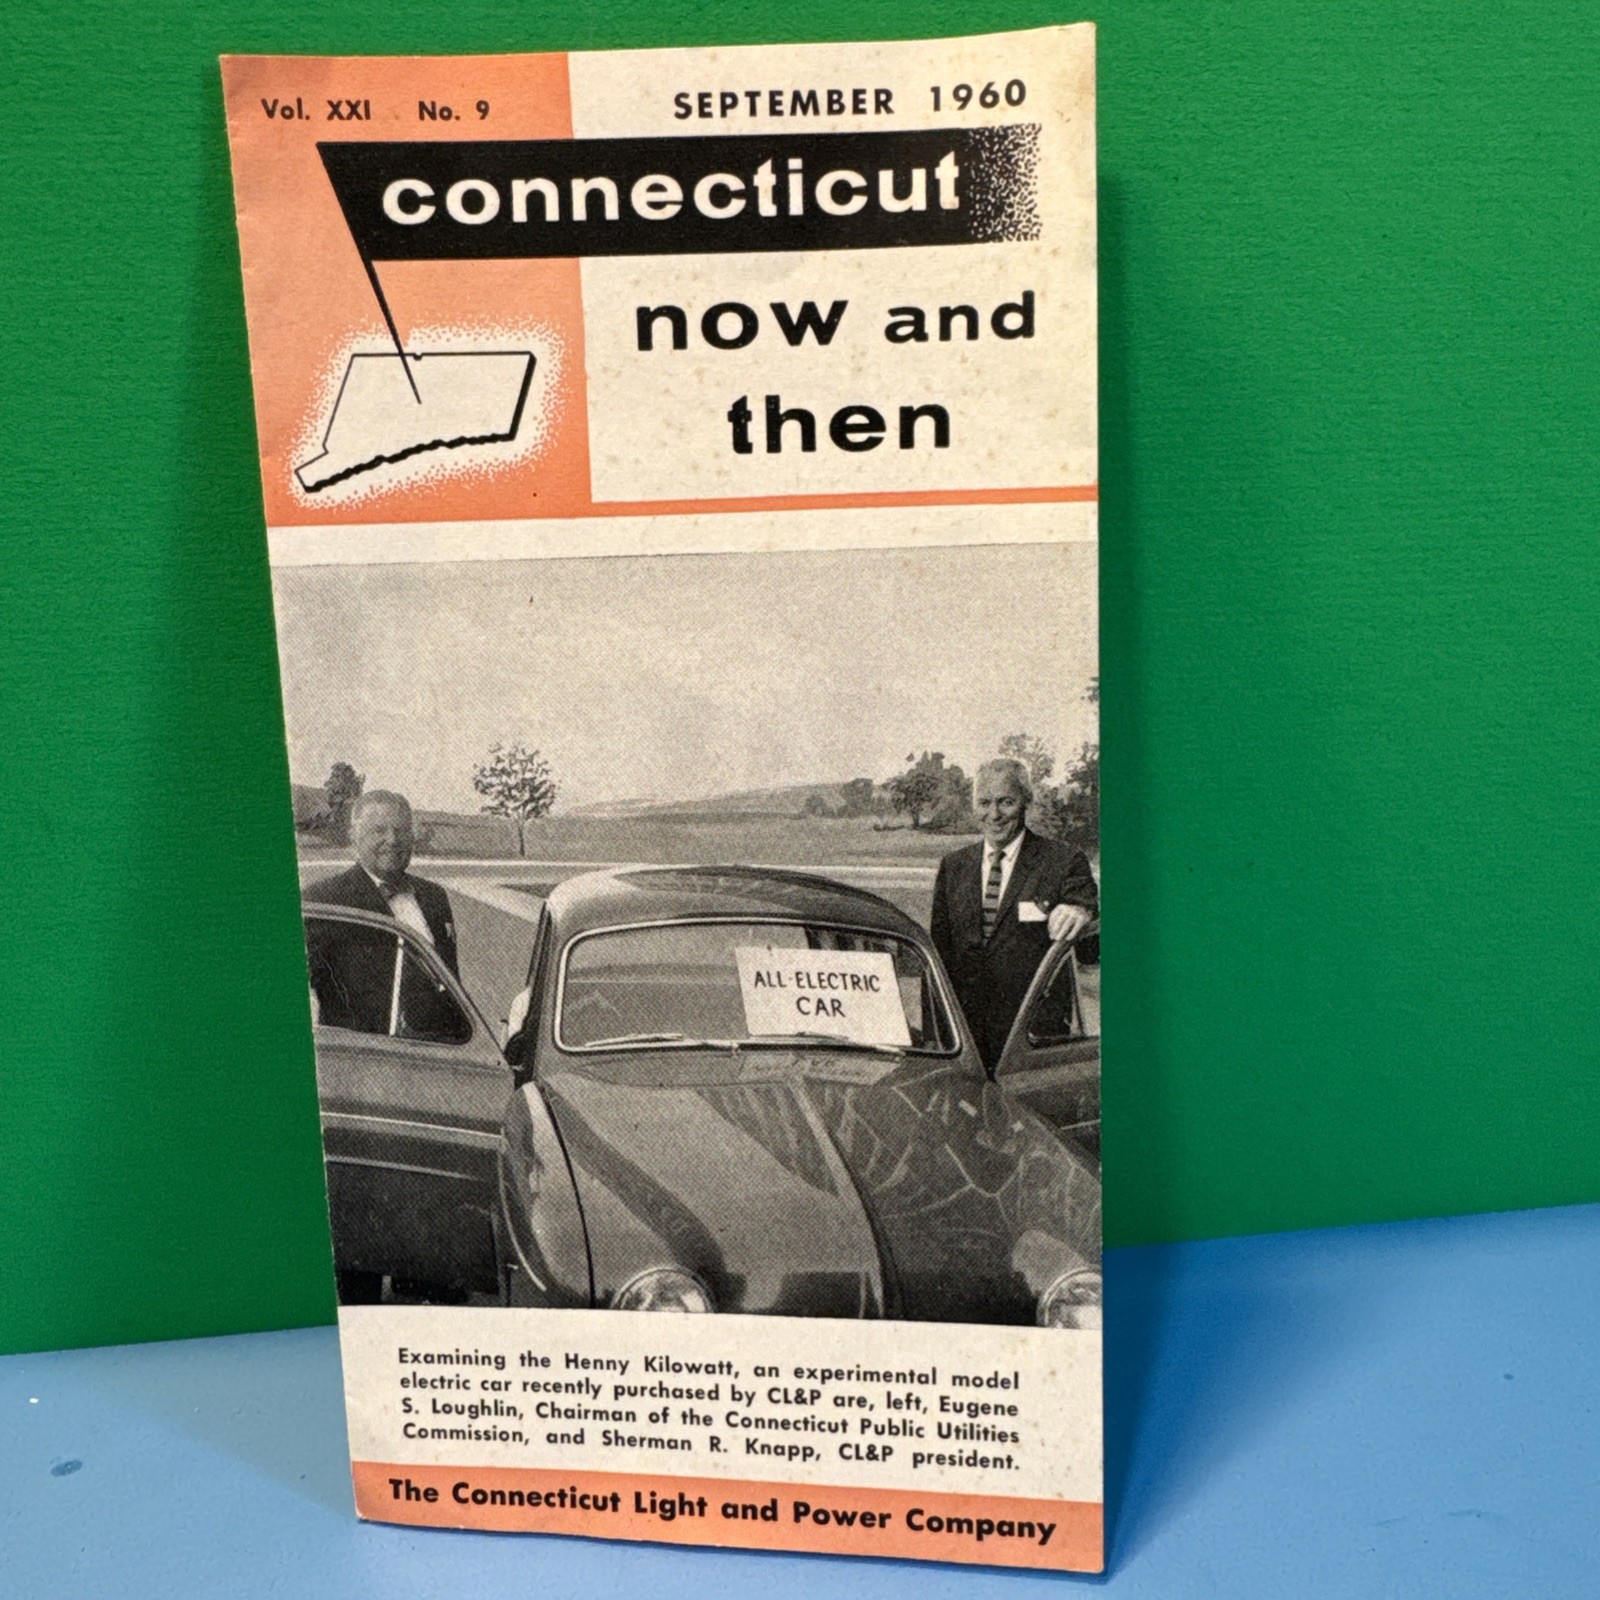 Vol. XXI No. 9
SEPTEMBER 1960
connecticut
now and
then
ALL-ELECTRIC
CAR
Examining the Henny Kilowatt, an experimental model
electric car recently purchased by CL&P are, left, Eugene
S. Loughlin, Chairman of the Connecticut Public Utilities
Commission, and Sherman R. Knapp, CL&P president.
The Connecticut Light and Power Company